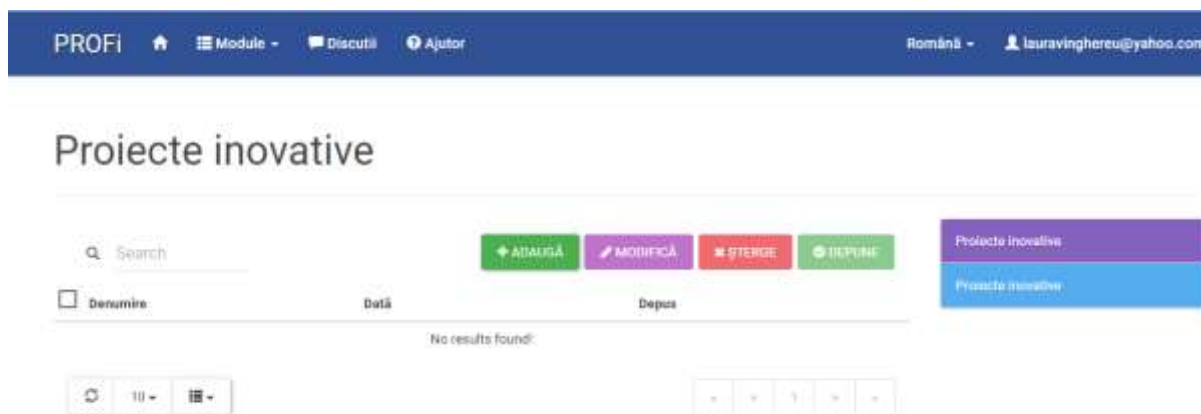 PROFi Module Discutii Ajutor Română lauravinghereu@yahoo.com
Proiecte inovative
Search ADAUGĂ MODIFICĂ ȘTERGE DEPUNE
Proiecte inovative
Proiecte inovative
Denumire Dată Depus
No results found!
10 « < 1 > »